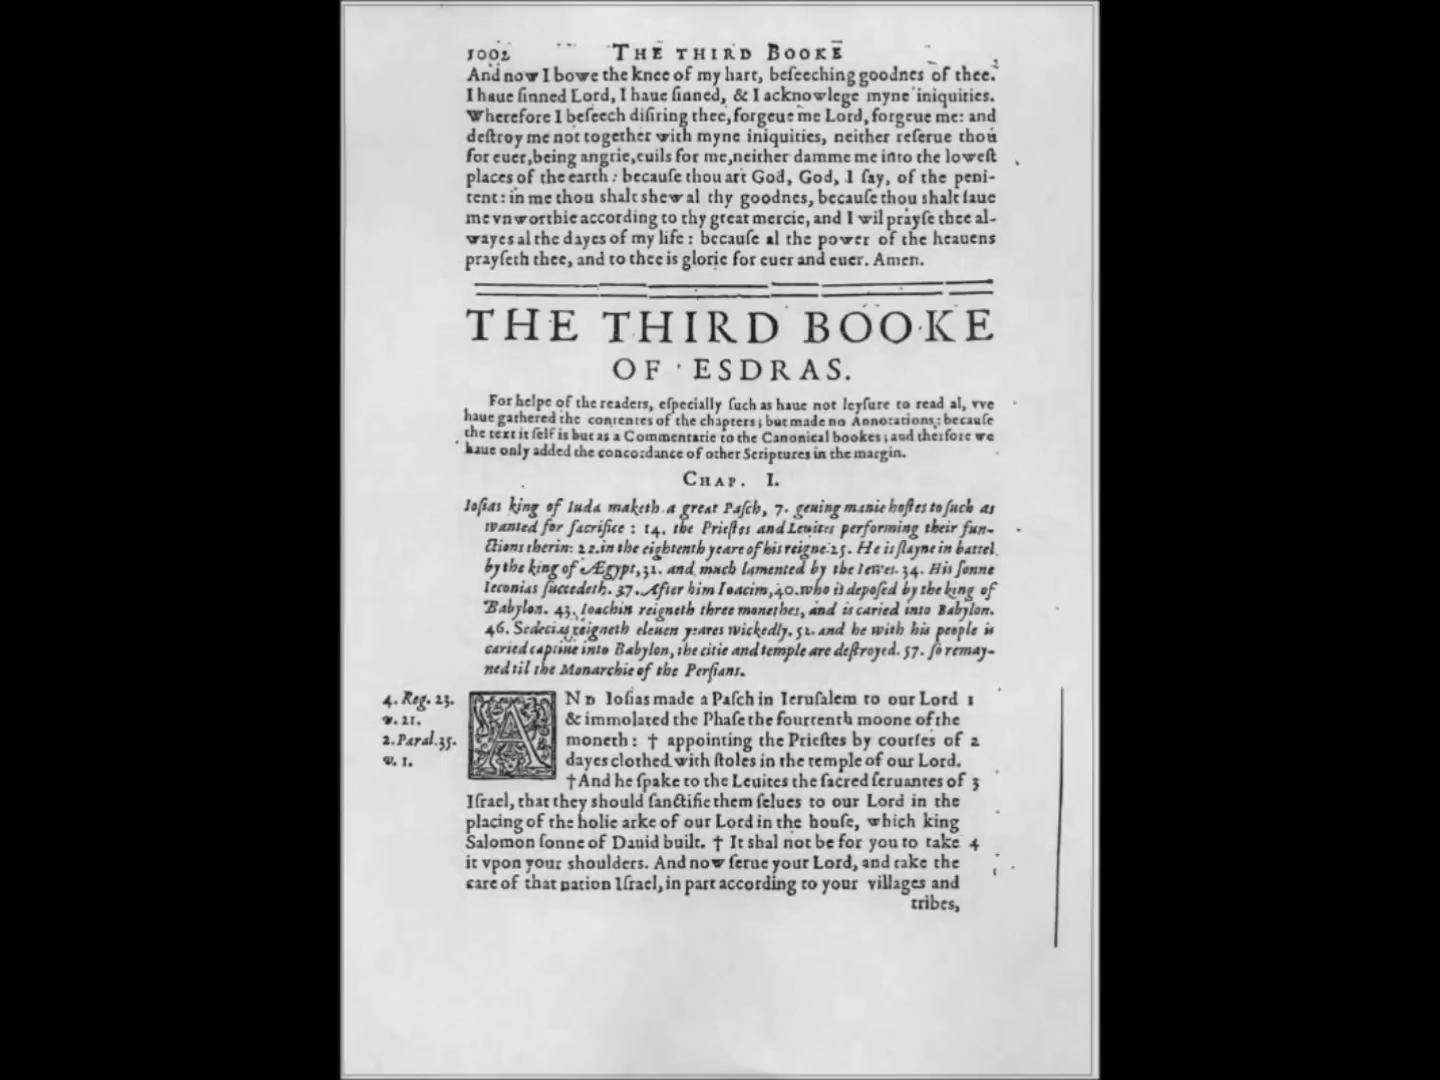 1002 THE THIRD BOOKE
And now I bowe the knee of my hart, beſeeching goodnes of thee.
I haue ſinned Lord, I haue ſinned, & I acknowlege myne iniquities.
Wherefore I beſeech diſiring thee, forgeue me Lord, forgeue me: and
deſtroy me not together with myne iniquities, neither reſerue thou
for euer, being angrie, euils for me, neither damme me into the loweſt
places of the earth: becauſe thou art God, God, I ſay, of the peni-
tent: in me thou shalt shew al thy goodnes, becauſe thou shalt ſaue
me vnworthie according to thy great mercie, and I wil prayſe thee al-
wayes al the dayes of my life: becauſe al the power of the heauens
prayſeth thee, and to thee is glorie for euer and euer. Amen.
THE THIRD BOOKE
OF ESDRAS.
For helpe of the readers, eſpecially ſuch as haue not leyſure to read al, vve
haue gathered the contentes of the chapters; but made no Annotations: becauſe
the text it ſelf is but as a Commentarie to the Canonical bookes; and therfore we
haue only added the concordance of other Scriptures in the margin.
CHAP. I.
Ioſias king of Iuda maketh a great Paſch, 7. geuing manie hoſtes to ſuch as
wanted for ſacrifice: 14. the Prieſtes and Leuites performing their fun-
ctions therin: 22. in the eightenth yeare of his reigne: 25. He is ſlayne in battel
by the king of Ægypt, 31. and much lamented by the Iewes. 34. His ſonne
Ieconias ſuccedeth. 37. After him Ioacim, 40. who is depoſed by the king of
Babylon. 43. Ioachin reigneth three monethes, and is caried into Babylon.
46. Sedecias reigneth eleuen yeares wickedly. 52. and he with his people is
caried captiue into Babylon, the citie and temple are deſtroyed. 57. ſo remay-
ned til the Monarchie of the Perſians.
4. Reg. 23.
v. 21.
2. Paral. 35.
v. 1.
AND Ioſias made a Paſch in Ieruſalem to our Lord 1
& immolated the Phaſe the fourtenth moone of the
moneth: † appointing the Prieſtes by courſes of 2
dayes clothed with ſtoles in the temple of our Lord.
† And he ſpake to the Leuites the ſacred ſeruantes of 3
Iſrael, that they should ſanctifie them ſelues to our Lord in the
placing of the holie arke of our Lord in the houſe, which king
Salomon ſonne of Dauid built. † It shal not be for you to take 4
it vpon your shoulders. And now ſerue your Lord, and take the
care of that nation Iſrael, in part according to your villages and
tribes,